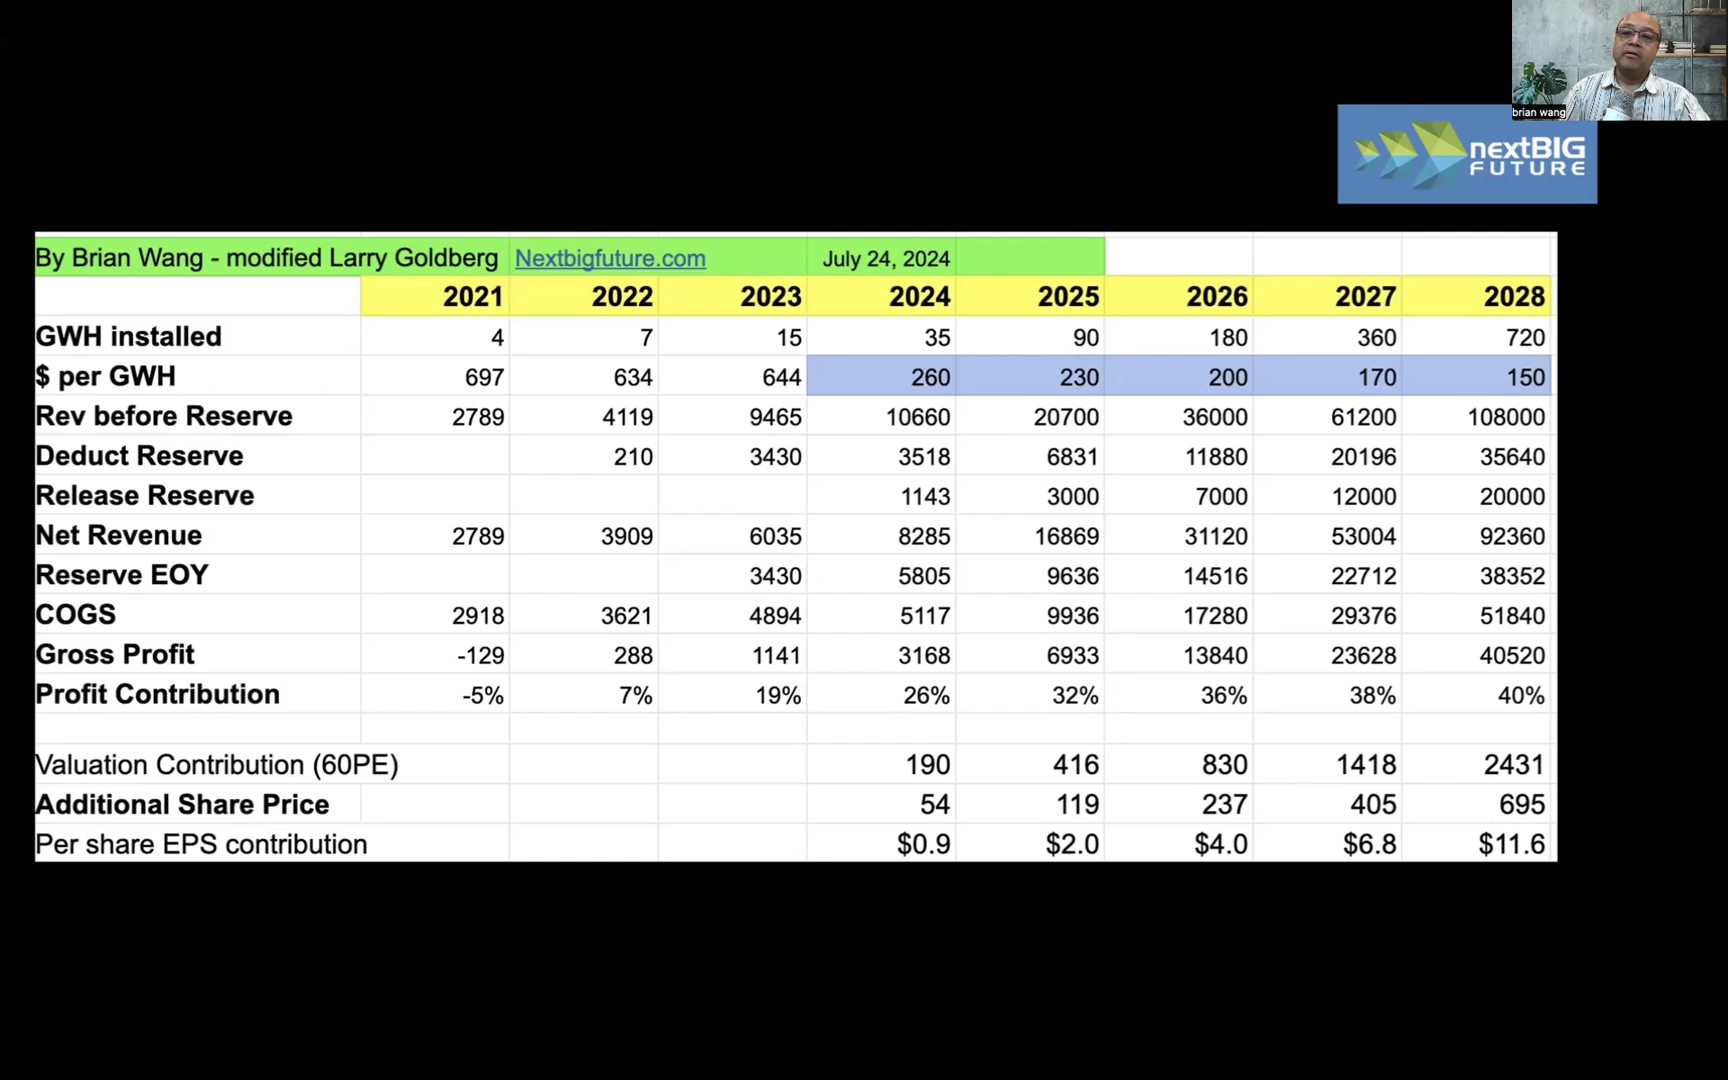 brian wang
nextBIG
FUTURE
By Brian Wang - modified Larry Goldberg Nextbigfuture.com July 24, 2024
2021 2022 2023 2024 2025 2026 2027 2028
GWH installed 4 7 15 35 90 180 360 720
$ per GWH 697 634 644 260 230 200 170 150
Rev before Reserve 2789 4119 9465 10660 20700 36000 61200 108000
Deduct Reserve 210 3430 3518 6831 11880 20196 35640
Release Reserve 1143 3000 7000 12000 20000
Net Revenue 2789 3909 6035 8285 16869 31120 53004 92360
Reserve EOY 3430 5805 9636 14516 22712 38352
COGS 2918 3621 4894 5117 9936 17280 29376 51840
Gross Profit -129 288 1141 3168 6933 13840 23628 40520
Profit Contribution -5% 7% 19% 26% 32% 36% 38% 40%
Valuation Contribution (60PE) 190 416 830 1418 2431
Additional Share Price 54 119 237 405 695
Per share EPS contribution $0.9 $2.0 $4.0 $6.8 $11.6